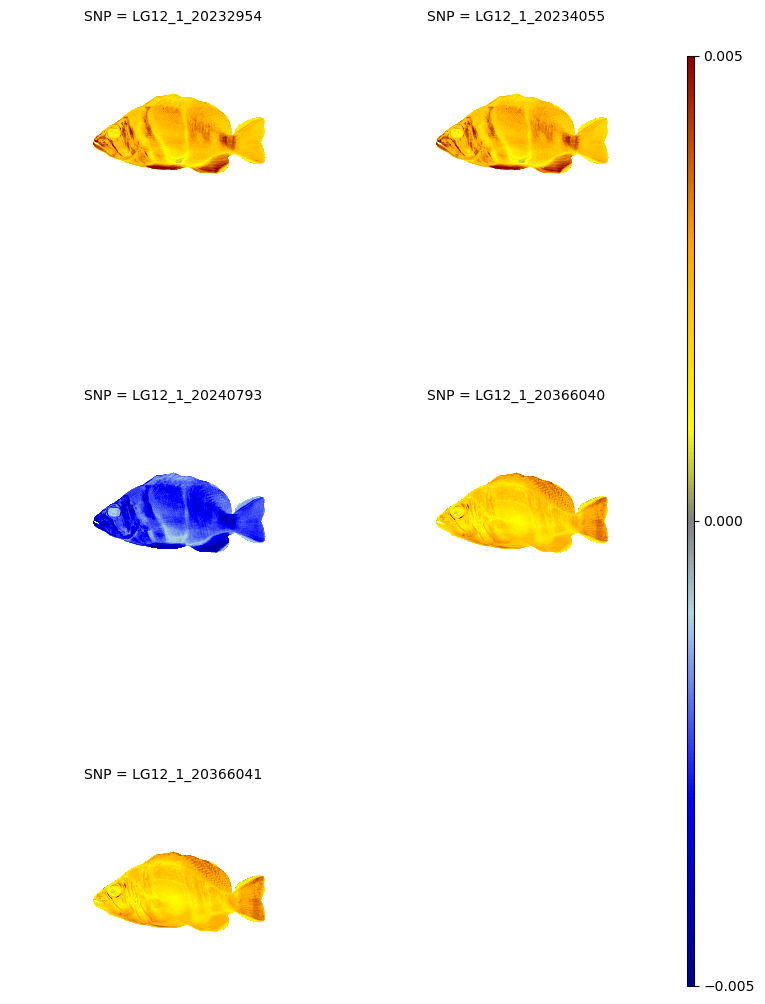 SNP = LG12_1_20232954
SNP = LG12_1_20234055
0.005
SNP = LG12_1_20240793
SNP = LG12_1_20366040
0.000
SNP = LG12_1_20366041
−0.005